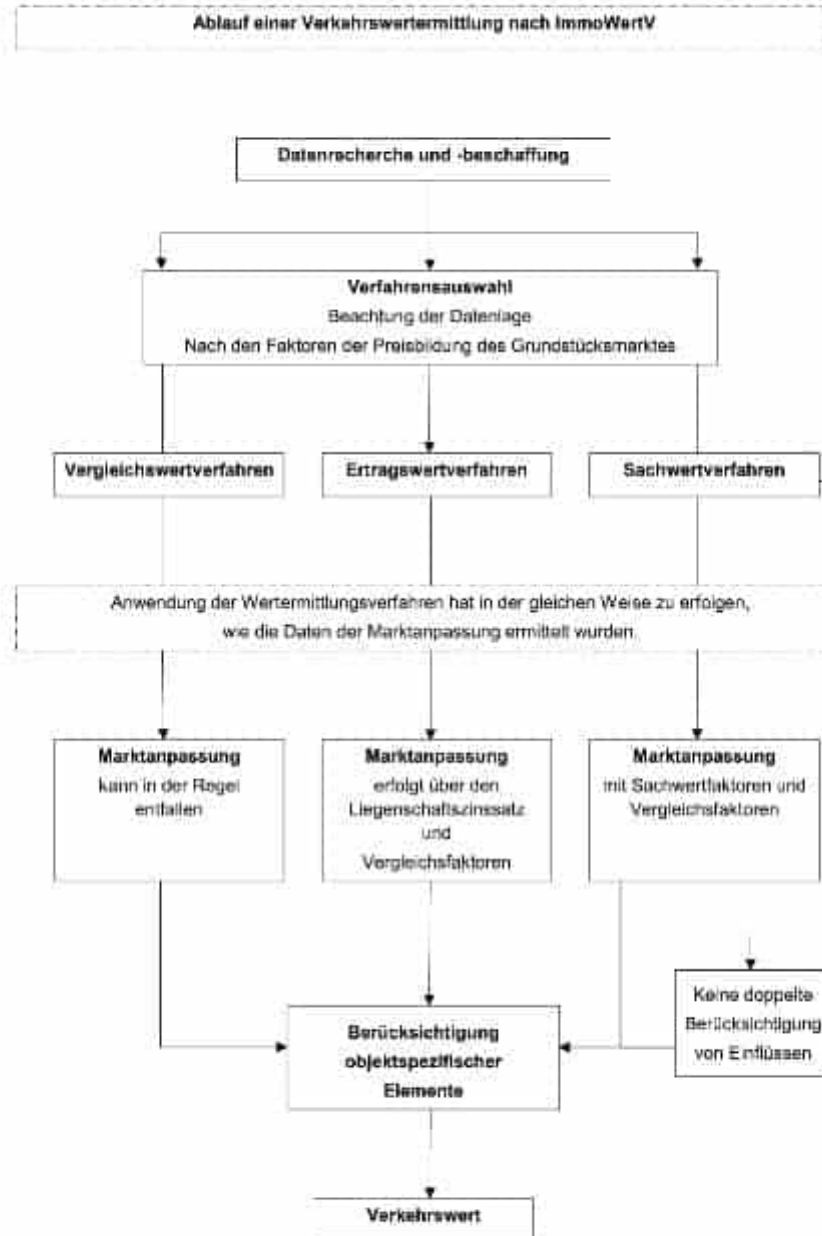 Ablauf einer Verkehrswertermittlung nach ImmoWertV
Datenrecherche und -beschaffung
Verfahrensauswahl
Beachtung der Datenlage
Nach den Faktoren der Preisbildung des Grundstücksmarktes
Vergleichswertverfahren
Ertragswertverfahren
Sachwertverfahren
Anwendung der Wertermittlungsverfahren hat in der gleichen Weise zu erfolgen,
wie die Daten der Marktanpassung ermittelt wurden
Marktanpassung
kann in der Regel
entfallen
Marktanpassung
erfolgt über den
Liegenschaftszinssatz
und
Vergleichsfaktoren
Marktanpassung
mit Sachwertfaktoren und
Vergleichsfaktoren
Keine doppelte
Berücksichtigung
von Einflüssen
Berücksichtigung
objektspezifischer
Elemente
Verkehrswert